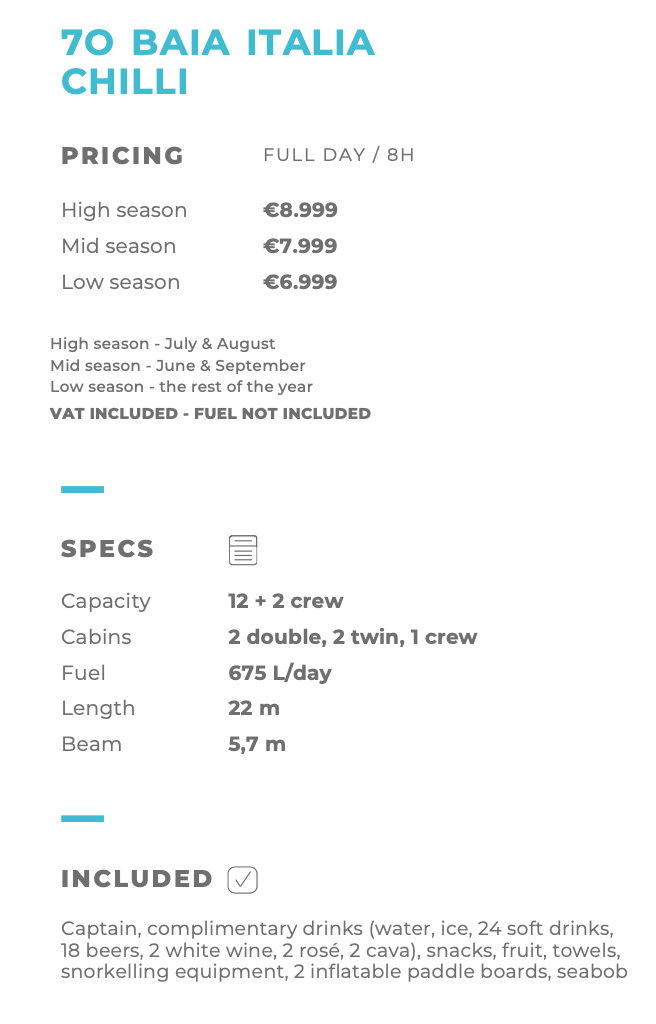 70 BAIA ITALIA
CHILLI
PRICING FULL DAY / 8H
High season €8.999
Mid season €7.999
Low season €6.999
High season - July & August
Mid season - June & September
Low season - the rest of the year
VAT INCLUDED - FUEL NOT INCLUDED
SPECS
Capacity 12 + 2 crew
Cabins 2 double, 2 twin, 1 crew
Fuel 675 L/day
Length 22 m
Beam 5,7 m
INCLUDED
Captain, complimentary drinks (water, ice, 24 soft drinks,
18 beers, 2 white wine, 2 rosé, 2 cava), snacks, fruit, towels,
snorkelling equipment, 2 inflatable paddle boards, seabob